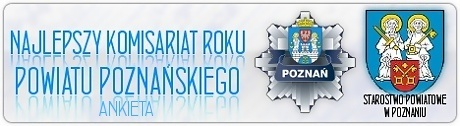 NAJLEPSZY KOMISARIAT ROKU
POWIATU POZNAŃSKIEGO
ANKIETA
POZNAŃ
STAROSTWO POWIATOWE
W POZNANIU